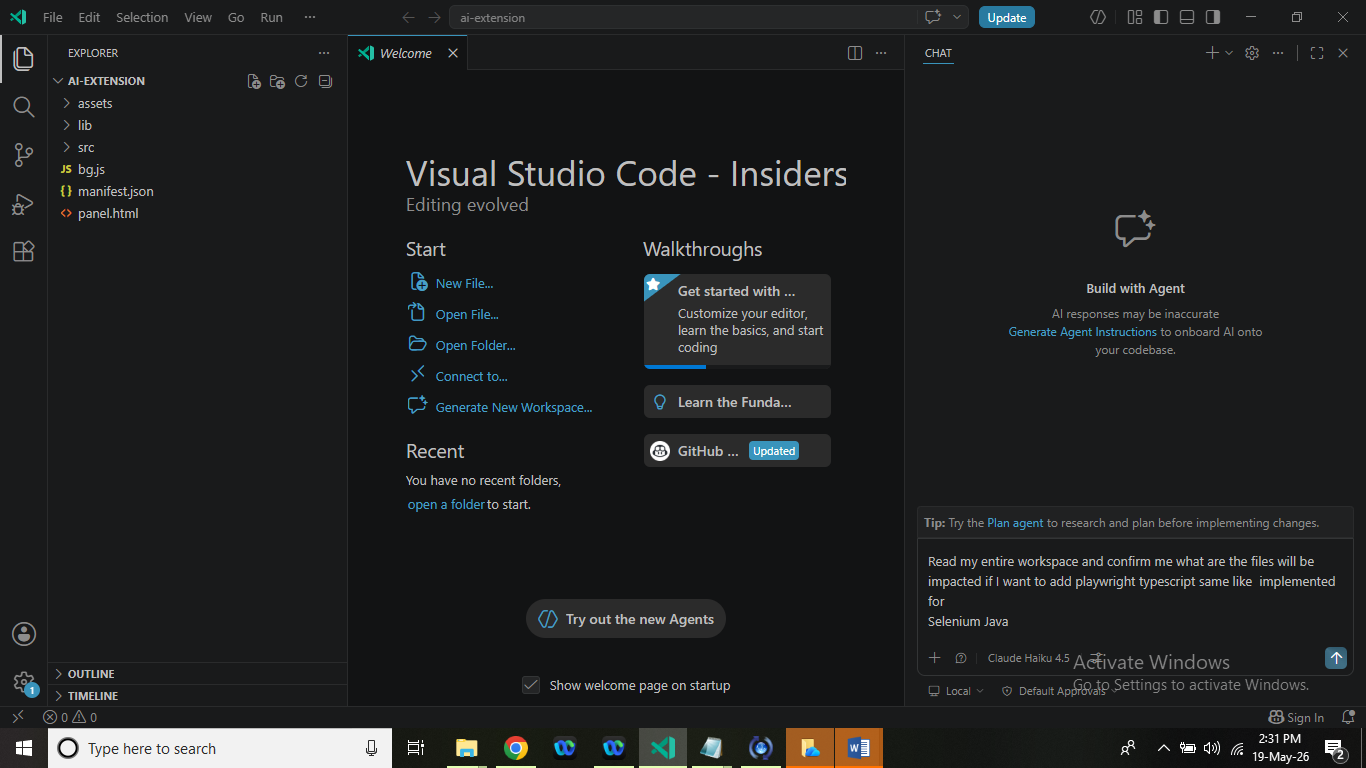 File Edit Selection View Go Run ···
ai-extension
Update
EXPLORER
AI-EXTENSION
assets
lib
src
JS bg.js
{} manifest.json
<> panel.html
OUTLINE
TIMELINE
Welcome
Visual Studio Code - Insiders
Editing evolved
Start
New File...
Open File...
Open Folder...
Connect to...
Generate New Workspace...
Recent
You have no recent folders,
open a folder to start.
Walkthroughs
Get started with ...
Customize your editor,
learn the basics, and start
coding
Learn the Funda...
GitHub ... Updated
Try out the new Agents
Show welcome page on startup
CHAT
Build with Agent
AI responses may be inaccurate
Generate Agent Instructions to onboard AI onto
your codebase.
Tip: Try the Plan agent to research and plan before implementing changes.
Read my entire workspace and confirm me what are the files will be
impacted if I want to add playwright typescript same like implemented
for
Selenium Java
Claude Haiku 4.5
Local Default Approvals
Activate Windows
Go to Settings to activate Windows.
1
0 0
Sign In
Type here to search
2:31 PM
19-May-26
2